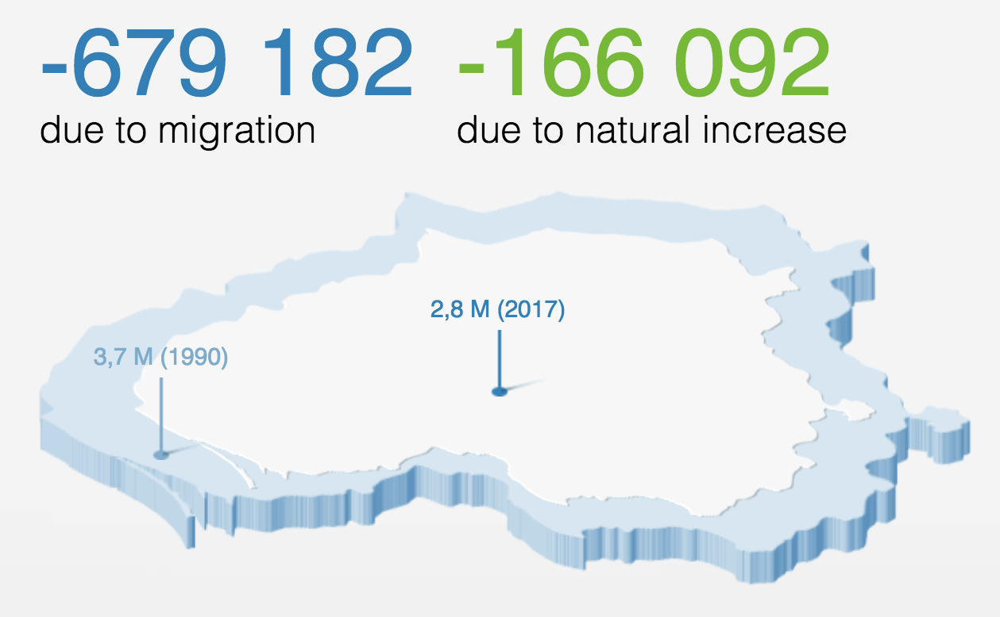 -679 182 -166 092
due to migration due to natural increase
2,8 M (2017)
3,7 M (1990)